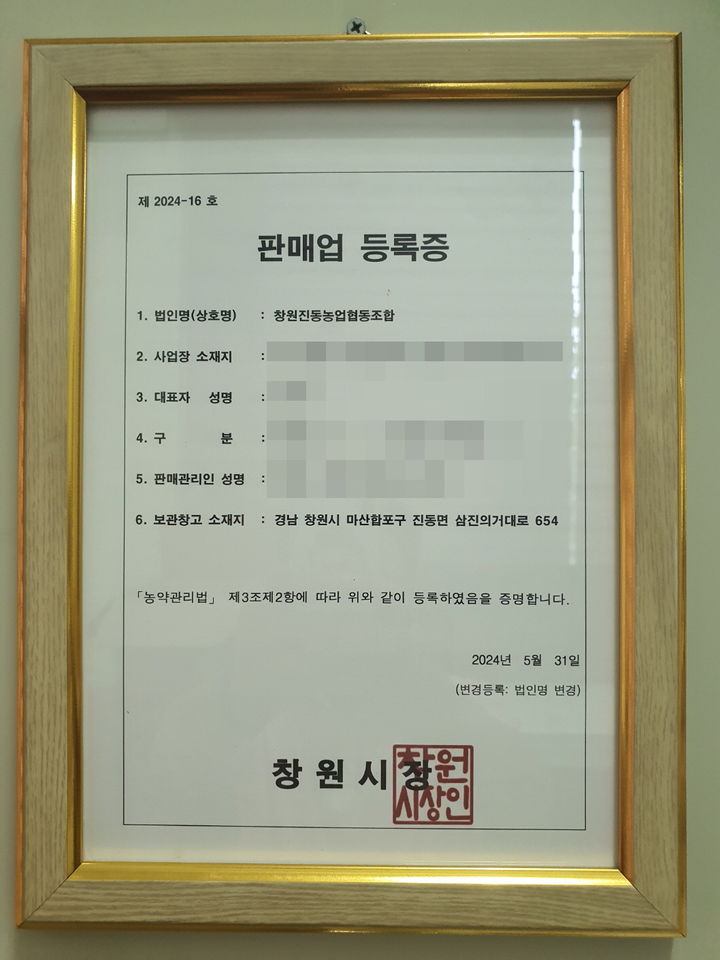 제 2024-16 호
판매업 등록증
1. 법인명(상호명) : 창원진동농업협동조합
2. 사업장 소재지 :
3. 대표자 성명 :
4. 구 분 :
5. 판매관리인 성명 :
6. 보관창고 소재지 : 경남 창원시 마산합포구 진동면 삼진의거대로 654
「농약관리법」 제3조제2항에 따라 위와 같이 등록하였음을 증명합니다.
2024년 5월 31일
(변경등록: 법인명 변경)
창원시장
창원
시장인